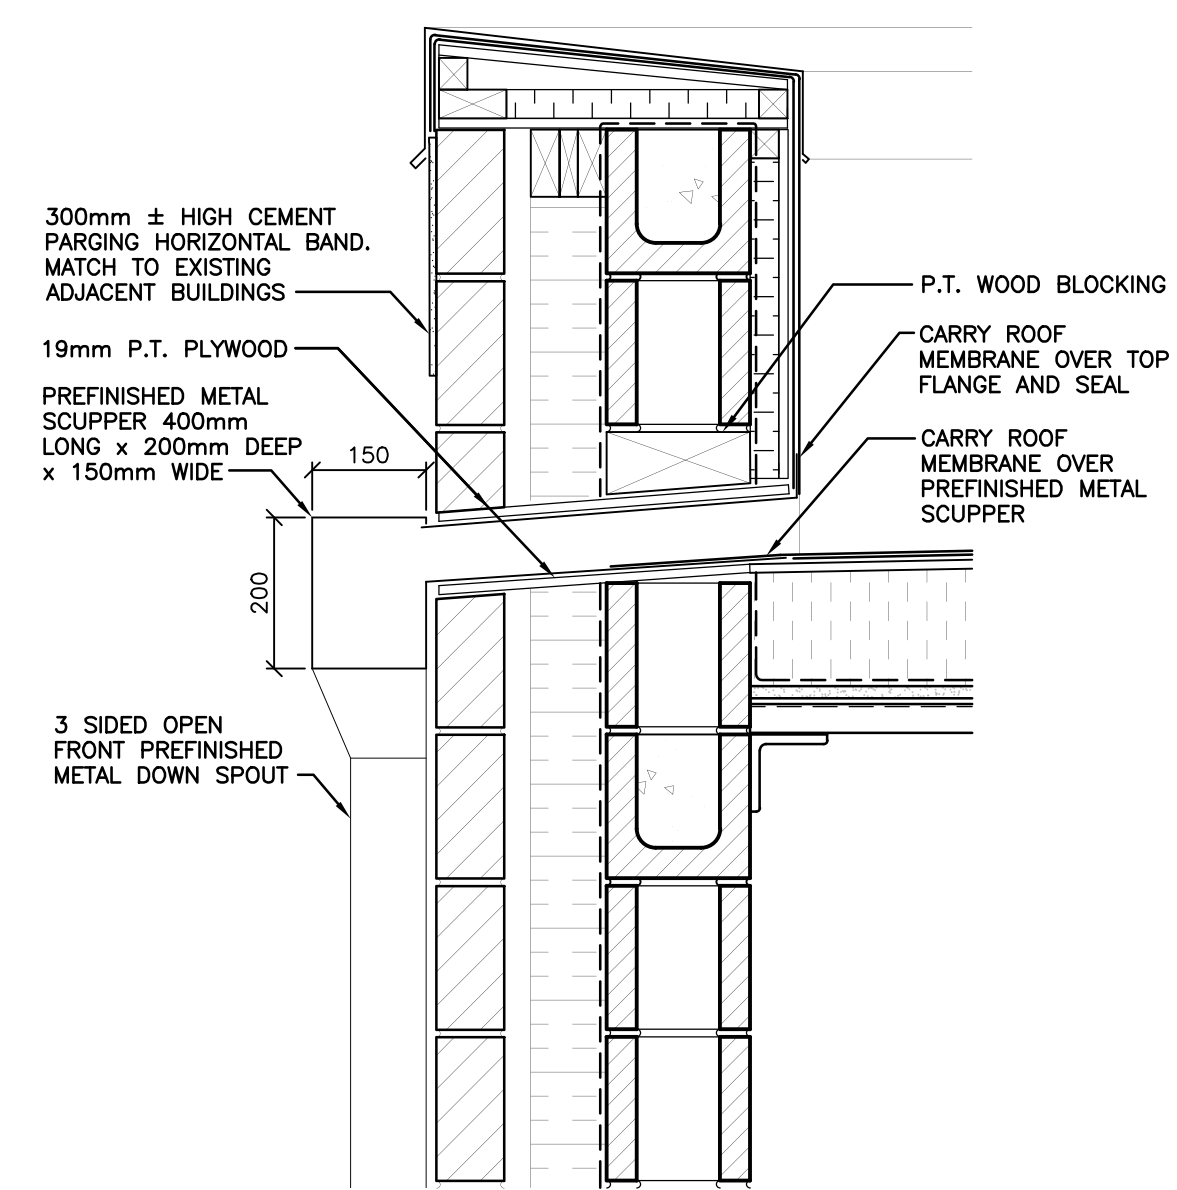 300mm ± HIGH CEMENT
PARGING HORIZONTAL BAND.
MATCH TO EXISTING
ADJACENT BUILDINGS
19mm P.T. PLYWOOD
PREFINISHED METAL
SCUPPER 400mm
LONG x 200mm DEEP
x 150mm WIDE
150
200
3 SIDED OPEN
FRONT PREFINISHED
METAL DOWN SPOUT
P.T. WOOD BLOCKING
CARRY ROOF
MEMBRANE OVER TOP
FLANGE AND SEAL
CARRY ROOF
MEMBRANE OVER
PREFINISHED METAL
SCUPPER